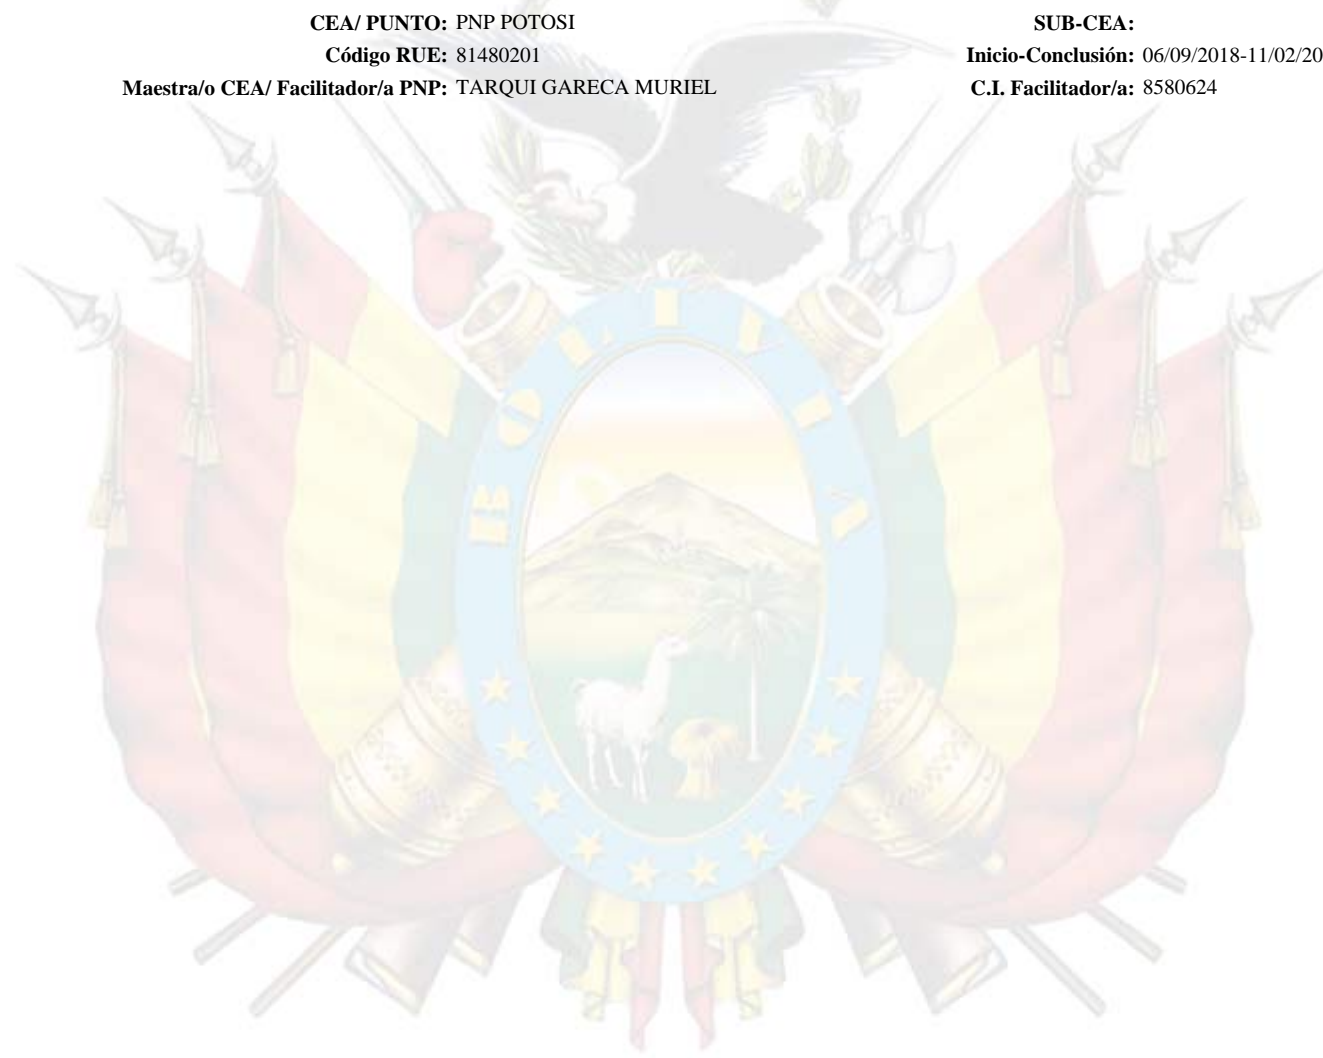 CEA/ PUNTO: PNP POTOSI SUB-CEA:
Código RUE: 81480201 Inicio-Conclusión: 06/09/2018-11/02/20
Maestra/o CEA/ Facilitador/a PNP: TARQUI GARECA MURIEL C.I. Facilitador/a: 8580624
BOLIVIA